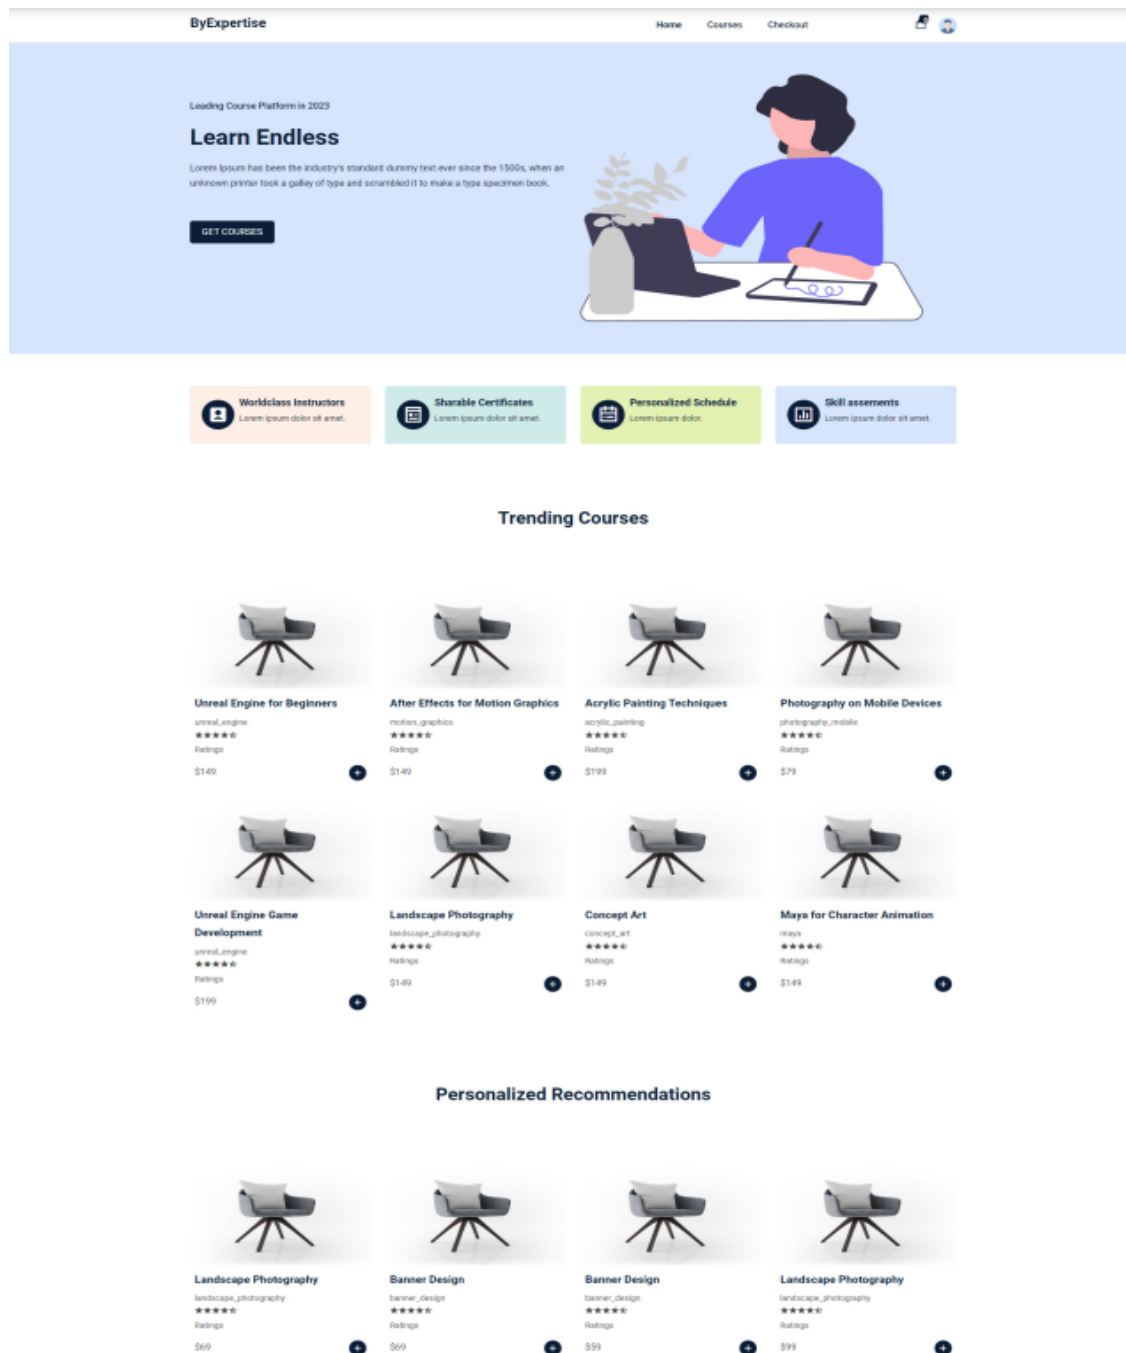 ByExpertise
Home Courses Checkout
Leading Course Platform in 2023
Learn Endless
Lorem Ipsum has been the industry's standard dummy text ever since the 1500s, when an
unknown printer took a galley of type and scrambled it to make a type specimen book.
GET COURSES
Worldclass Instructors
Lorem ipsum dolor sit amet.
Sharable Certificates
Lorem ipsum dolor sit amet.
Personalized Schedule
Lorem ipsum dolor.
Skill assements
Lorem ipsum dolor sit amet.
Trending Courses
Unreal Engine for Beginners
unreal_engine
Ratings
$149
After Effects for Motion Graphics
motion_graphics
Ratings
$149
Acrylic Painting Techniques
acrylic_painting
Ratings
$199
Photography on Mobile Devices
photography_mobile
Ratings
$79
Unreal Engine Game
Development
unreal_engine
Ratings
$199
Landscape Photography
landscape_photography
Ratings
$149
Concept Art
concept_art
Ratings
$149
Maya for Character Animation
maya
Ratings
$149
Personalized Recommendations
Landscape Photography
landscape_photography
Ratings
$69
Banner Design
banner_design
Ratings
$69
Banner Design
banner_design
Ratings
$59
Landscape Photography
landscape_photography
Ratings
$99